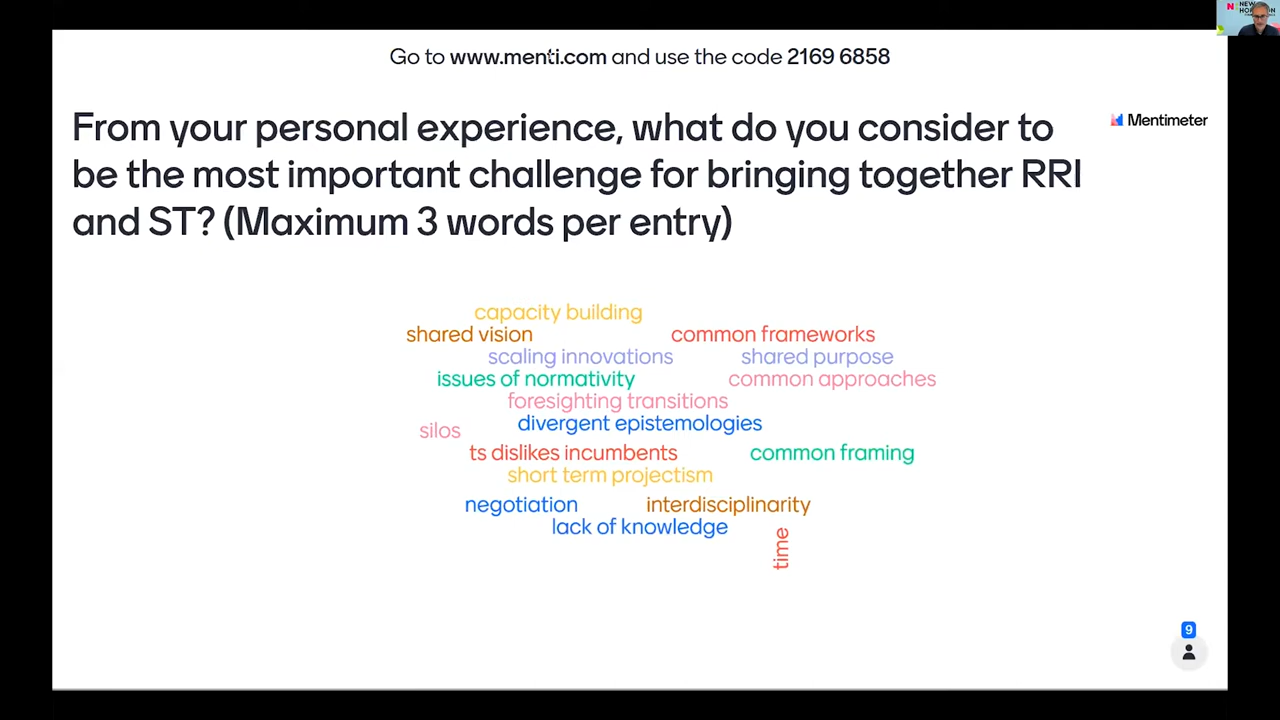 Go to www.menti.com and use the code 2169 6858
From your personal experience, what do you consider to
be the most important challenge for bringing together RRI
and ST? (Maximum 3 words per entry)
Mentimeter
capacity building
shared vision
common frameworks
scaling innovations
shared purpose
issues of normativity
common approaches
foresighting transitions
divergent epistemologies
silos
ts dislikes incumbents
common framing
short term projectism
negotiation
interdisciplinarity
lack of knowledge
time
9